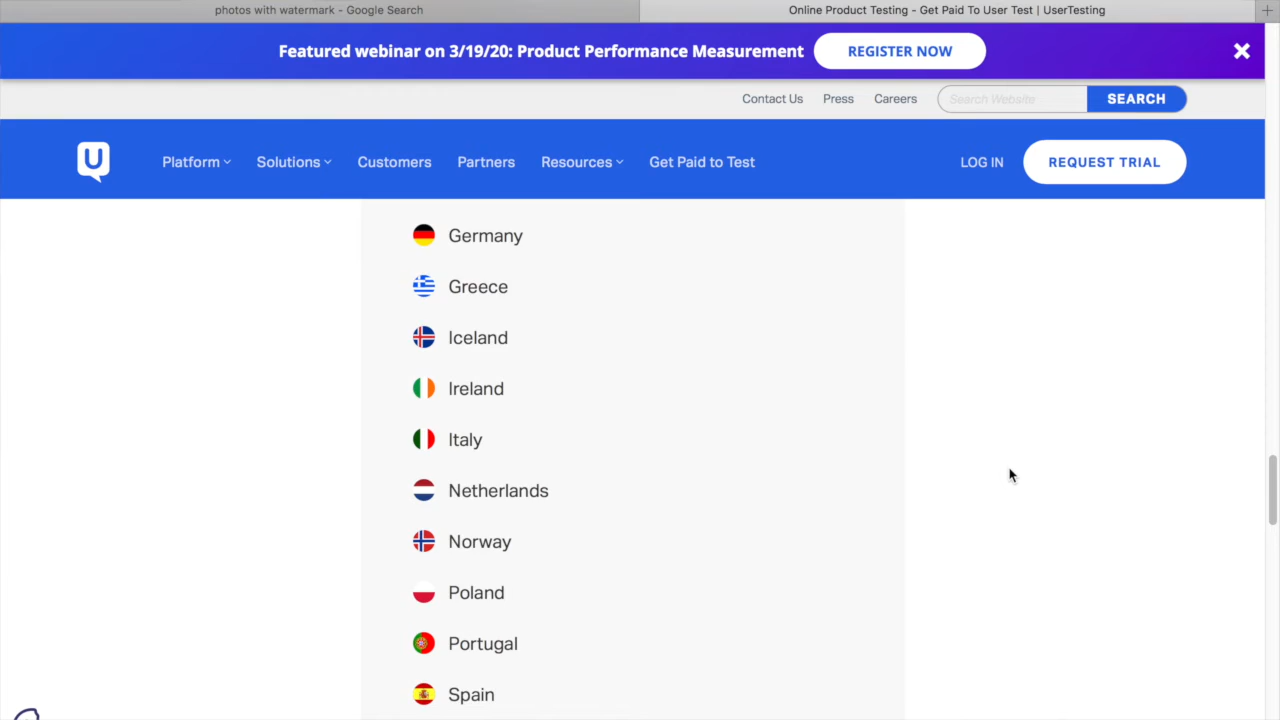 photos with watermark - Google Search
Online Product Testing - Get Paid To User Test | UserTesting
Featured webinar on 3/19/20: Product Performance Measurement
REGISTER NOW
Contact Us
Press
Careers
Search Website
SEARCH
U
Platform
Solutions
Customers
Partners
Resources
Get Paid to Test
LOG IN
REQUEST TRIAL
Germany
Greece
Iceland
Ireland
Italy
Netherlands
Norway
Poland
Portugal
Spain